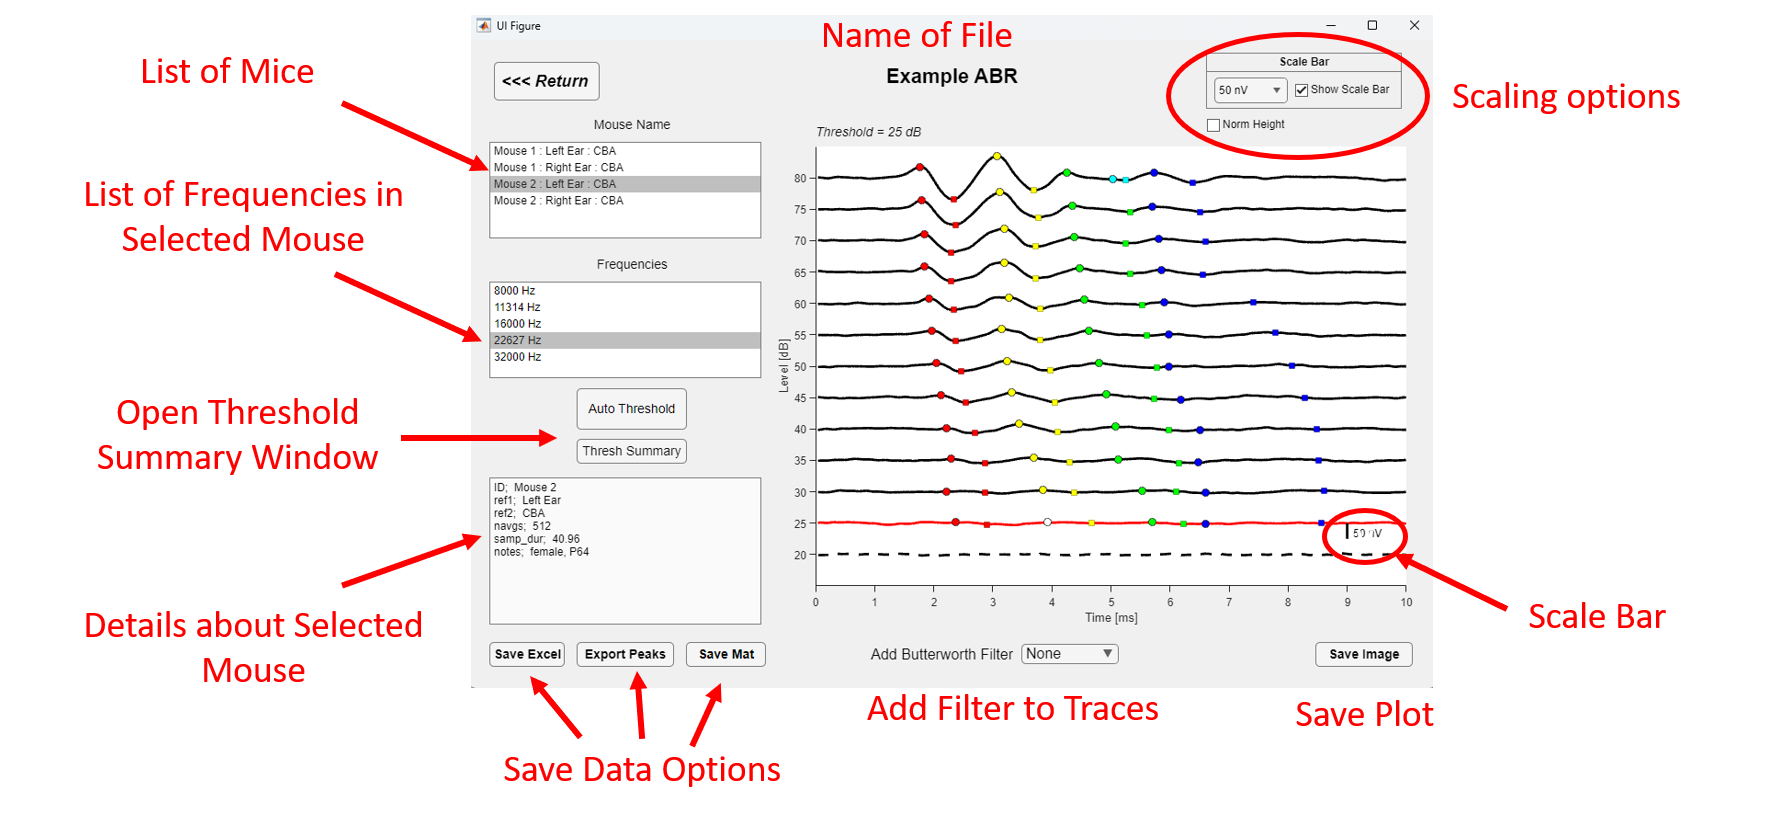 UI Figure
Name of File
Example ABR
<<< Return
List of Mice
Scale Bar
50 nV
Show Scale Bar
Norm Height
Scaling options
Mouse Name
Threshold = 25 dB
Mouse 1 : Left Ear : CBA
Mouse 1 : Right Ear : CBA
Mouse 2 : Left Ear : CBA
Mouse 2 : Right Ear : CBA
List of Frequencies in
Selected Mouse
Frequencies
8000 Hz
11314 Hz
16000 Hz
22627 Hz
32000 Hz
Open Threshold
Summary Window
Auto Threshold
Thresh Summary
ID; Mouse 2
ref1; Left Ear
ref2; CBA
navgs; 512
samp_dur; 40.96
notes; female, P64
Details about Selected
Mouse
Level [dB]
80
75
70
65
60
55
50
45
40
35
30
25
20
50 nV
0 1 2 3 4 5 6 7 8 9 10
Time [ms]
Scale Bar
Save Excel
Export Peaks
Save Mat
Add Butterworth Filter
None
Save Image
Add Filter to Traces
Save Plot
Save Data Options